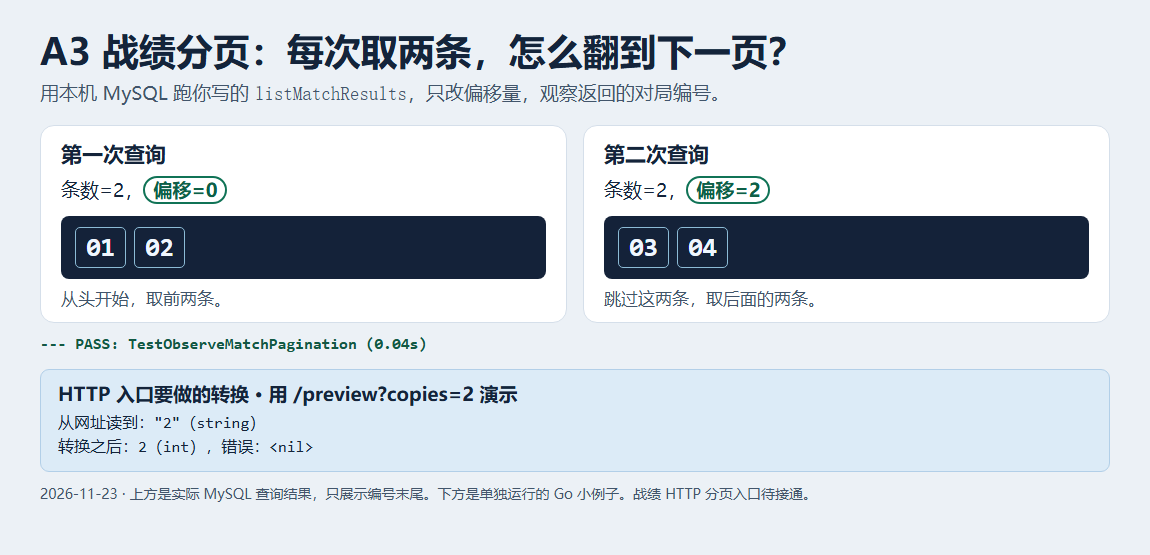 A3 战绩分页：每次取两条，怎么翻到下一页？
用本机 MySQL 跑你写的 listMatchResults，只改偏移量，观察返回的对局编号。
第一次查询
条数=2，偏移=0
01 02
从头开始，取前两条。
第二次查询
条数=2，偏移=2
03 04
跳过这两条，取后面的两条。
--- PASS: TestObserveMatchPagination (0.04s)
HTTP 入口要做的转换 · 用 /preview?copies=2 演示
从网址读到："2"（string）
转换之后：2（int），错误：<nil>
2026-11-23 · 上方是实际 MySQL 查询结果，只展示编号末尾。下方是单独运行的 Go 小例子。战绩 HTTP 分页入口待接通。